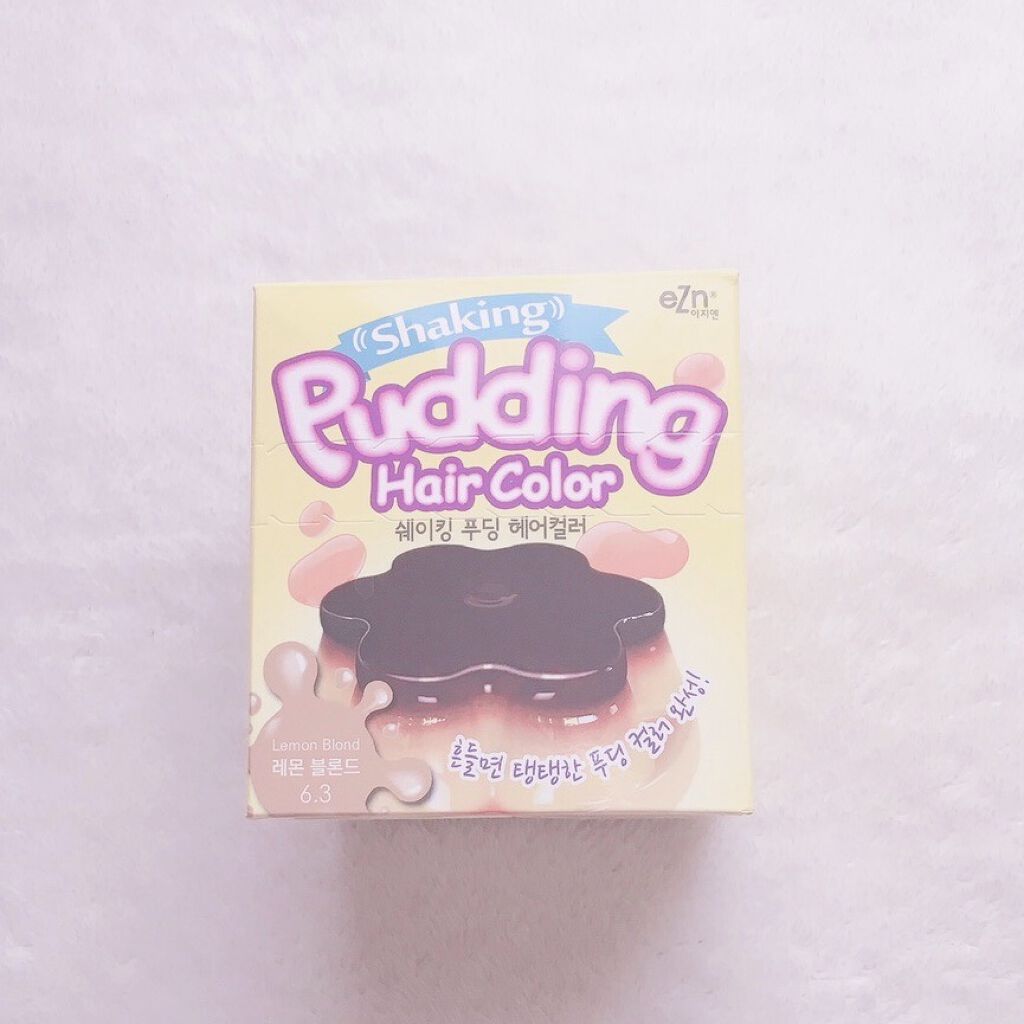 Shaking
eZn®
이지엔
Pudding
Hair Color
쉐이킹 푸딩 헤어컬러
흔들면 탱탱한 푸딩 컬러 완성!
Lemon Blond
레몬 블론드
6.3